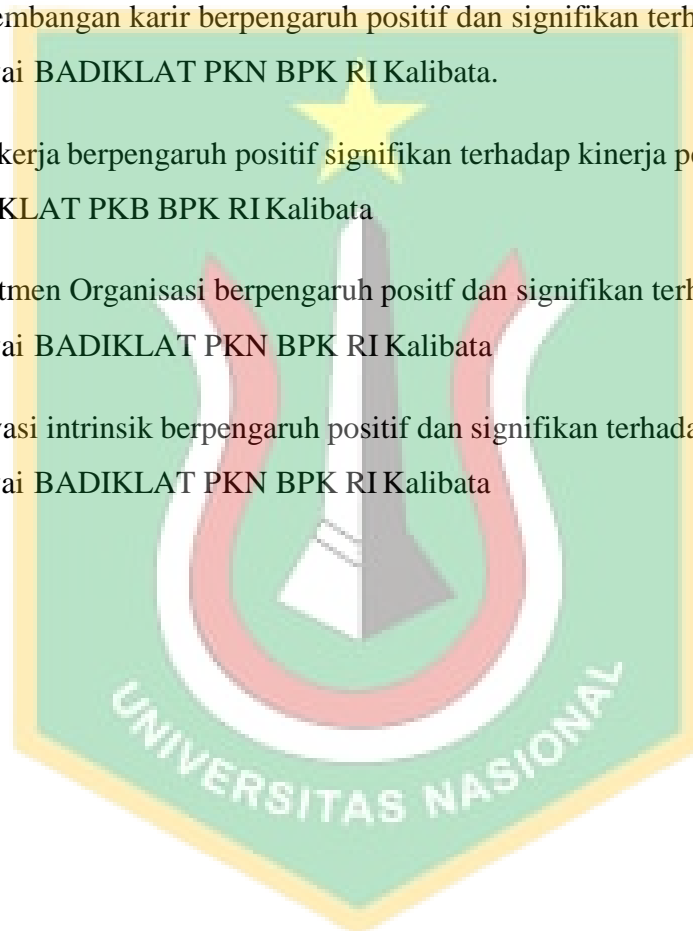 embangan karir berpengaruh positif dan signifikan terh
ai BADIKLAT PKN BPK RI Kalibata.
kerja berpengaruh positif signifikan terhadap kinerja pe
KLAT PKB BPK RI Kalibata
tmen Organisasi berpengaruh positf dan signifikan terh
ai BADIKLAT PKN BPK RI Kalibata
vasi intrinsik berpengaruh positif dan signifikan terhada
ai BADIKLAT PKN BPK RI Kalibata
UNIVERSITAS NASIONAL